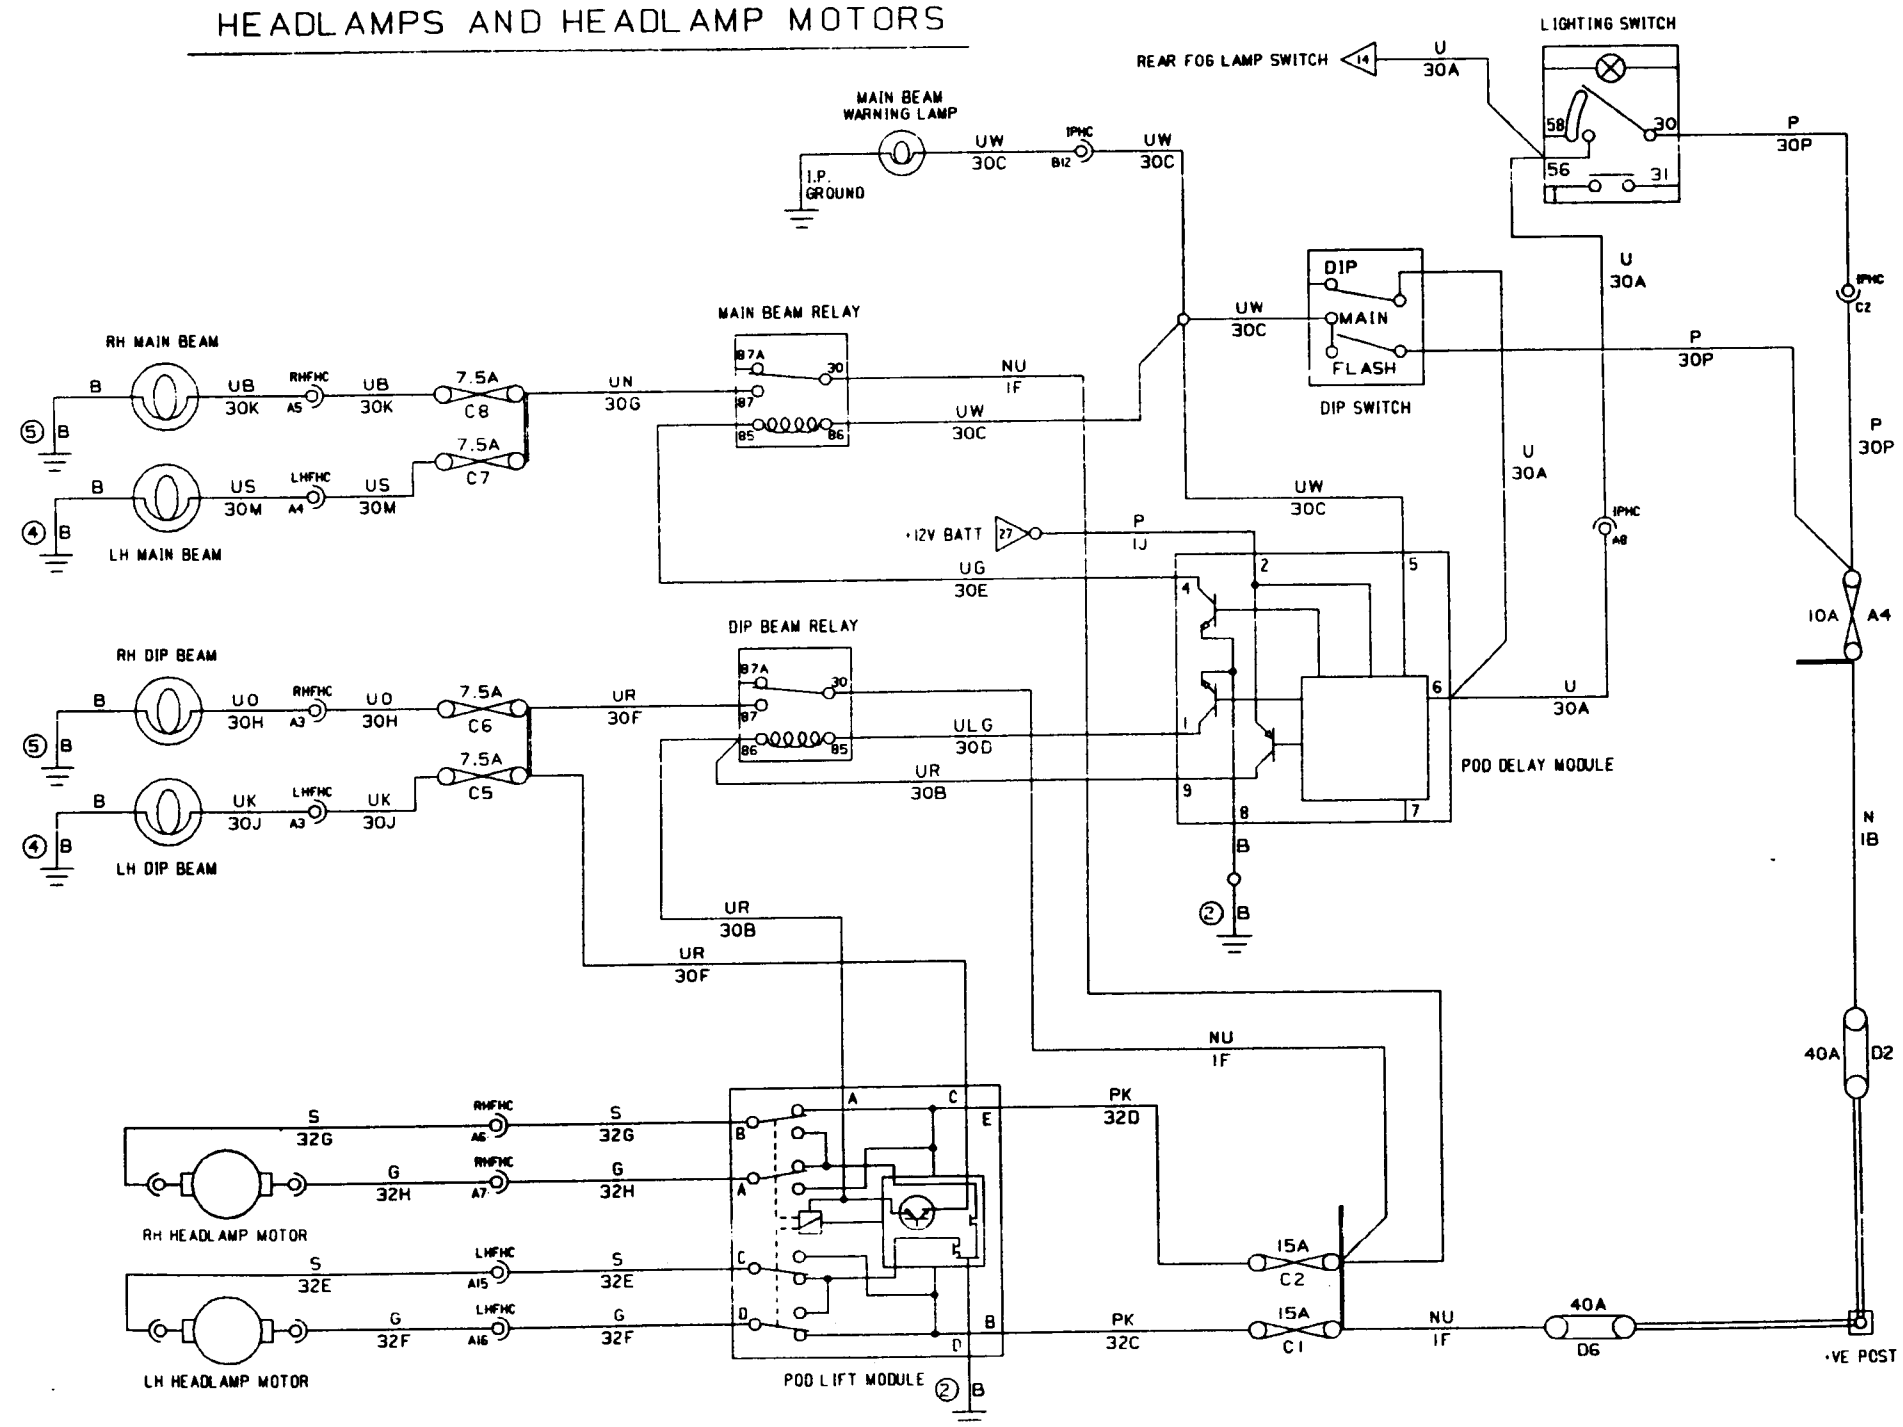 HEADLAMPS AND HEADLAMP MOTORS
LIGHTING SWITCH
REAR FOG LAMP SWITCH
14
U
30A
58
30
56
31
P
30P
MAIN BEAM
WARNING LAMP
I.P.
GROUND
UW
30C
IPHC
B12
UW
30C
U
30A
IPHC
C2
DIP
MAIN
FLASH
DIP SWITCH
UW
30C
P
30P
MAIN BEAM RELAY
87A
30
87
85
86
NU
1F
UW
30C
RH MAIN BEAM
B
UB
30K
RHFHC
A5
UB
30K
7.5A
C8
UN
30G
5
B
7.5A
C7
B
US
30M
LHFHC
A4
US
30M
4
B
LH MAIN BEAM
U
30A
P
30P
UW
30C
IPHC
A8
+12V BATT
27
P
1J
UG
30E
2
5
4
6
1
9
8
7
U
30A
POD DELAY MODULE
10A
A4
DIP BEAM RELAY
87A
30
87
86
85
ULG
30D
UR
30B
RH DIP BEAM
B
UO
30H
RHFHC
A3
UO
30H
7.5A
C6
UR
30F
5
B
7.5A
C5
B
UK
30J
LHFHC
A3
UK
30J
4
B
LH DIP BEAM
B
2
B
N
1B
UR
30B
UR
30F
NU
1F
40A
D2
A
C
E
B
A
C
D
B
D
PK
32D
S
32G
RHFHC
A6
S
32G
G
32H
RHFHC
A7
G
32H
RH HEADLAMP MOTOR
S
32E
LHFHC
A15
S
32E
G
32F
LHFHC
A16
G
32F
LH HEADLAMP MOTOR
POD LIFT MODULE
2
B
PK
32C
15A
C2
15A
C1
NU
1F
40A
D6
+VE POST